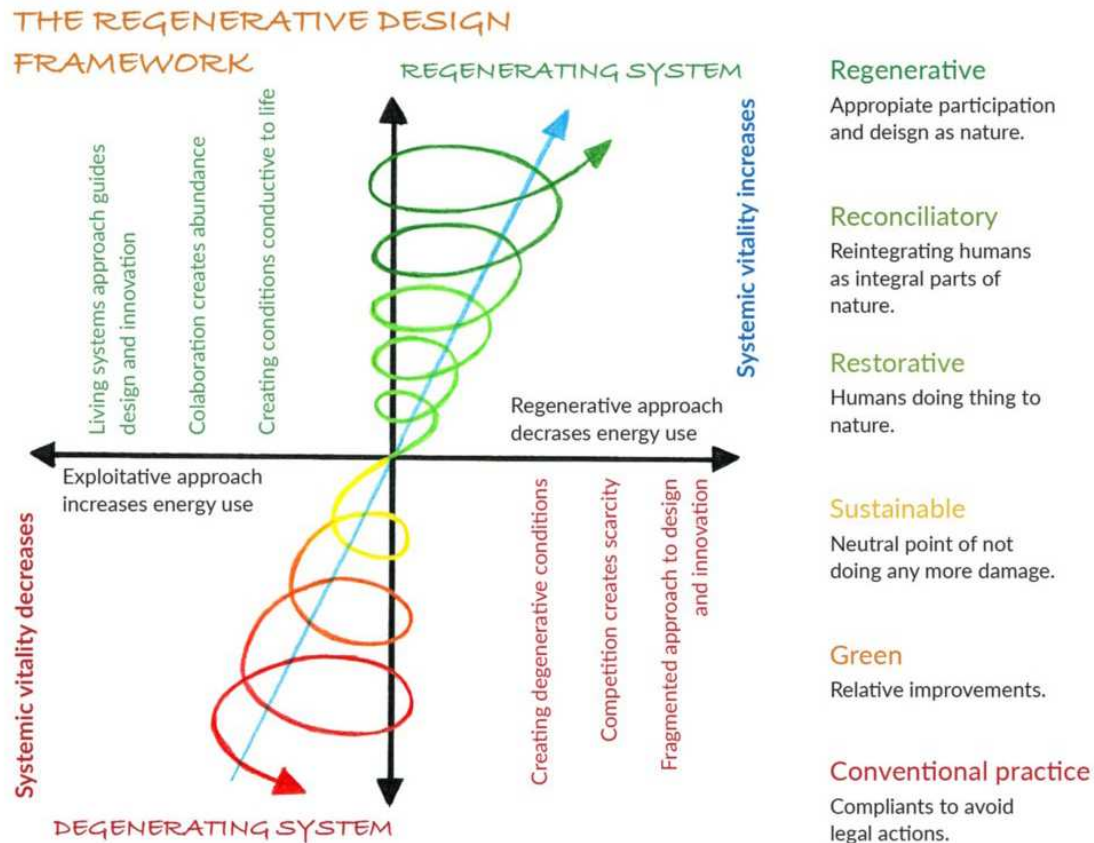 THE REGENERATIVE DESIGN
FRAMEWORK
REGENERATING SYSTEM
Living systems approach guides
design and innovation
Colaboration creates abundance
Creating conditions conductive to life
Systemic vitality increases
Regenerative approach
decrases energy use
Exploitative approach
increases energy use
Systemic vitality decreases
Creating degenerative conditions
Competition creates scarcity
Fragmented approach to design
and innovation
DEGENERATING SYSTEM
Regenerative
Appropiate participation
and deisgn as nature.
Reconciliatory
Reintegrating humans
as integral parts of
nature.
Restorative
Humans doing thing to
nature.
Sustainable
Neutral point of not
doing any more damage.
Green
Relative improvements.
Conventional practice
Compliants to avoid
legal actions.